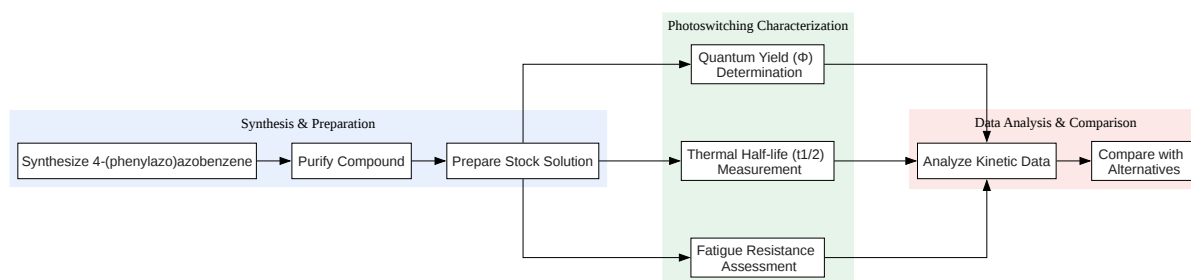 Synthesis & Preparation
Synthesize 4-(phenylazo)azobenzene
Purify Compound
Prepare Stock Solution
Photoswitching Characterization
Quantum Yield (Φ)
Determination
Thermal Half-life (t1/2)
Measurement
Fatigue Resistance
Assessment
Data Analysis & Comparison
Analyze Kinetic Data
Compare with
Alternatives